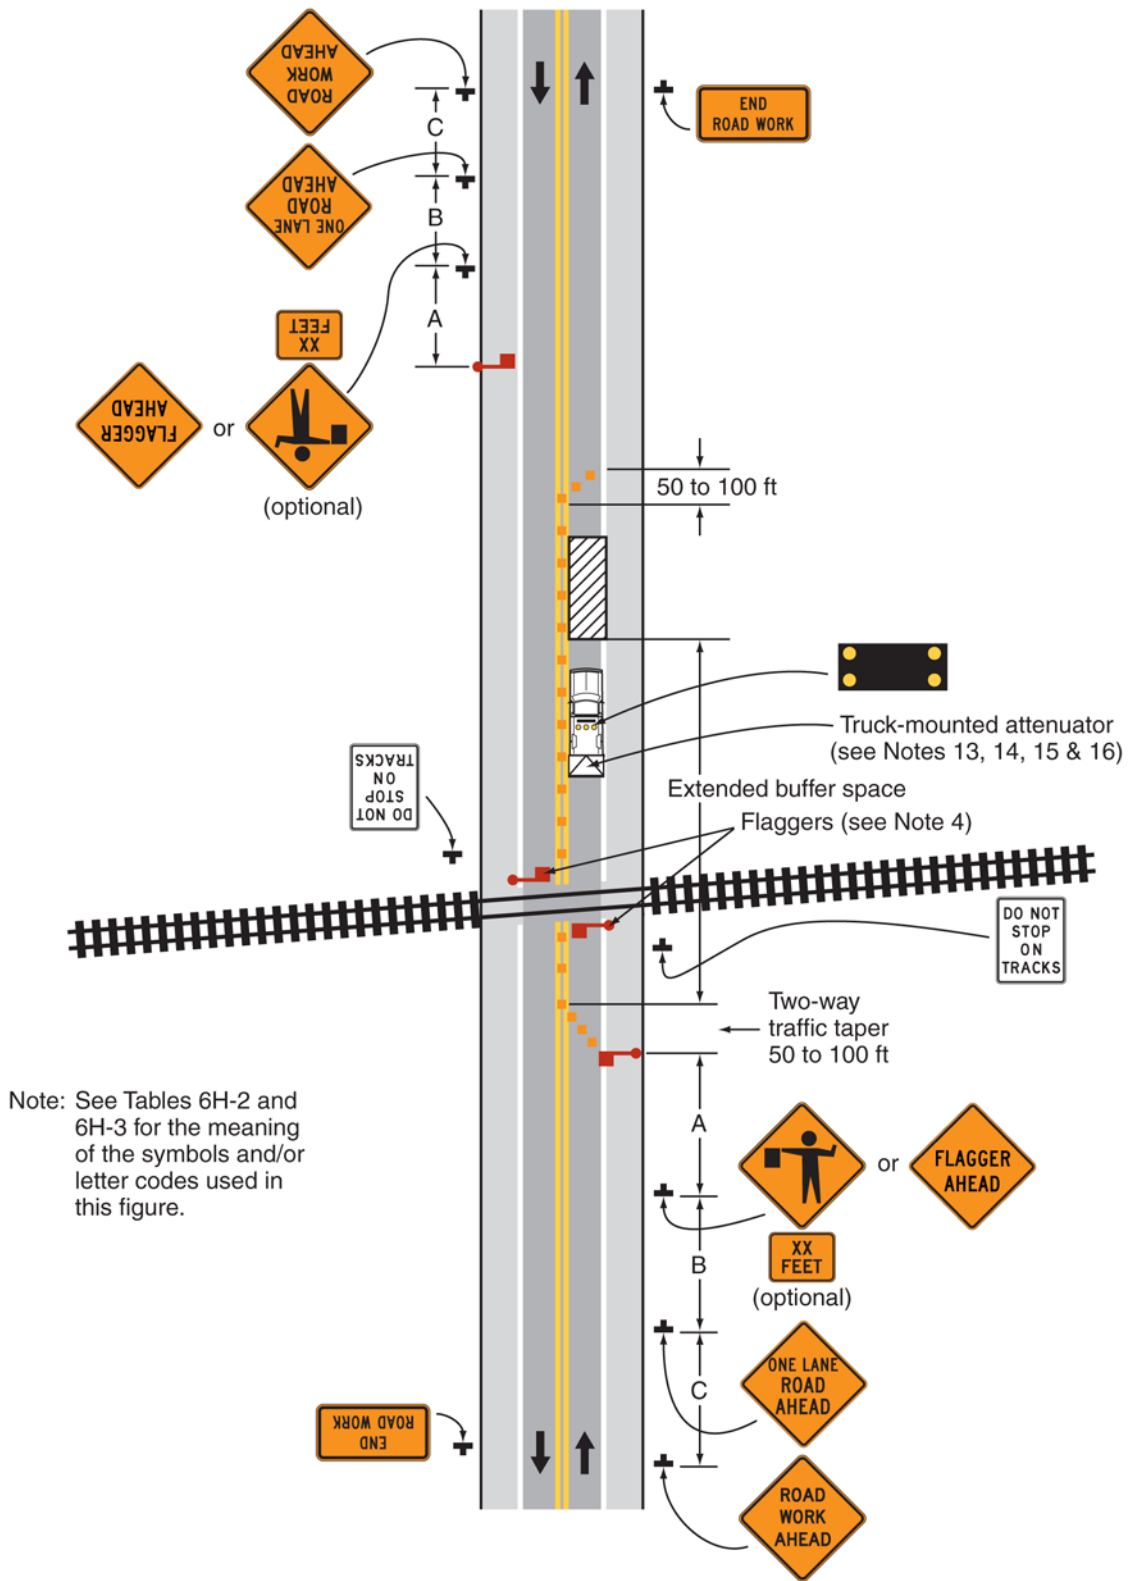 ROAD
WORK
AHEAD
C
END
ROAD WORK
ONE LANE
ROAD
AHEAD
B
A
XX
FEET
FLAGGER
AHEAD
or
(optional)
50 to 100 ft
Truck-mounted attenuator
(see Notes 13, 14, 15 & 16)
DO NOT
STOP
ON
TRACKS
Extended buffer space
Flaggers (see Note 4)
DO NOT
STOP
ON
TRACKS
Two-way
traffic taper
50 to 100 ft
Note: See Tables 6H-2 and
6H-3 for the meaning
of the symbols and/or
letter codes used in
this figure.
A
or
FLAGGER
AHEAD
B
XX
FEET
(optional)
ONE LANE
ROAD
AHEAD
C
END
ROAD WORK
ROAD
WORK
AHEAD